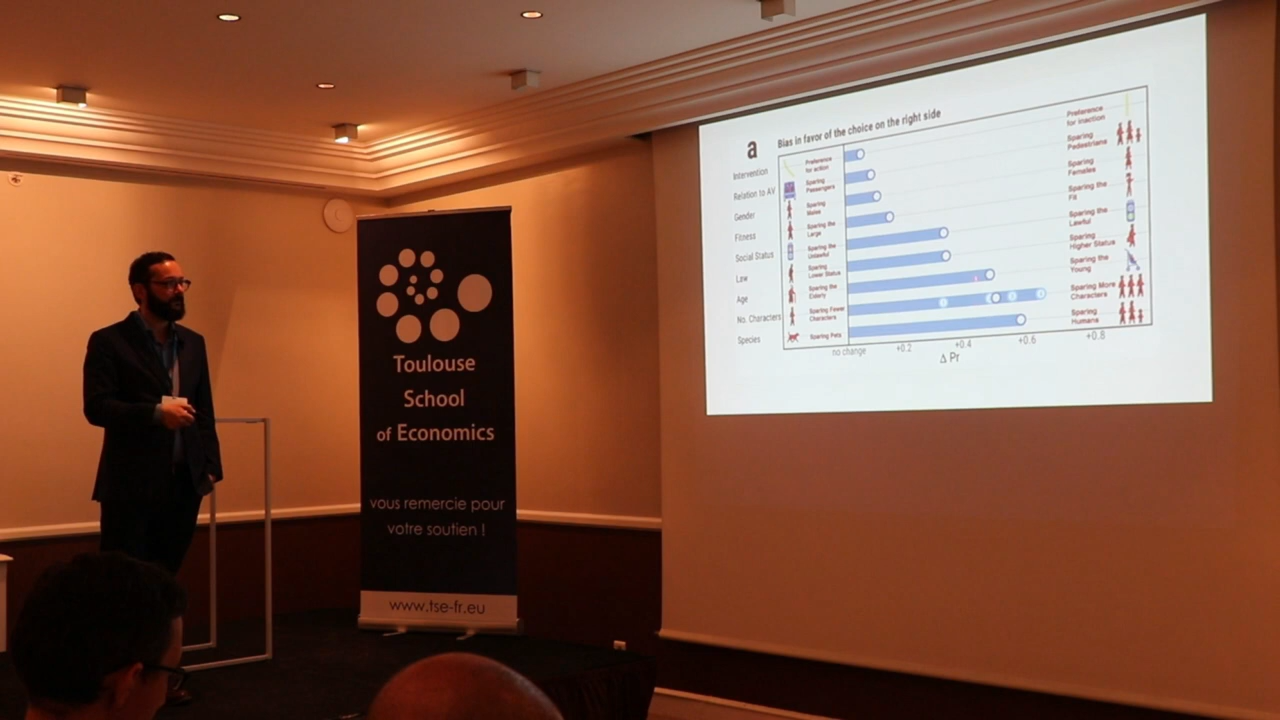 Toulouse
School
of Economics
vous remercie pour
votre soutien !
www.tse-fr.eu
a
Bias in favor of the choice on the right side
Intervention
Relation to AV
Gender
Fitness
Social Status
Law
Age
No. Characters
Species
Preference
for action
Sparing
Passengers
Sparing
Males
Sparing the
Large
Sparing the
Unlawful
Sparing
Lower Status
Sparing the
Elderly
Sparing Fewer
Characters
Sparing Pets
Preference
for inaction
Sparing
Pedestrians
Sparing
Females
Sparing the
Fit
Sparing the
Lawful
Sparing
Higher Status
Sparing the
Young
Sparing More
Characters
Sparing
Humans
no change
+0.2
+0.4
+0.6
+0.8
Δ Pr